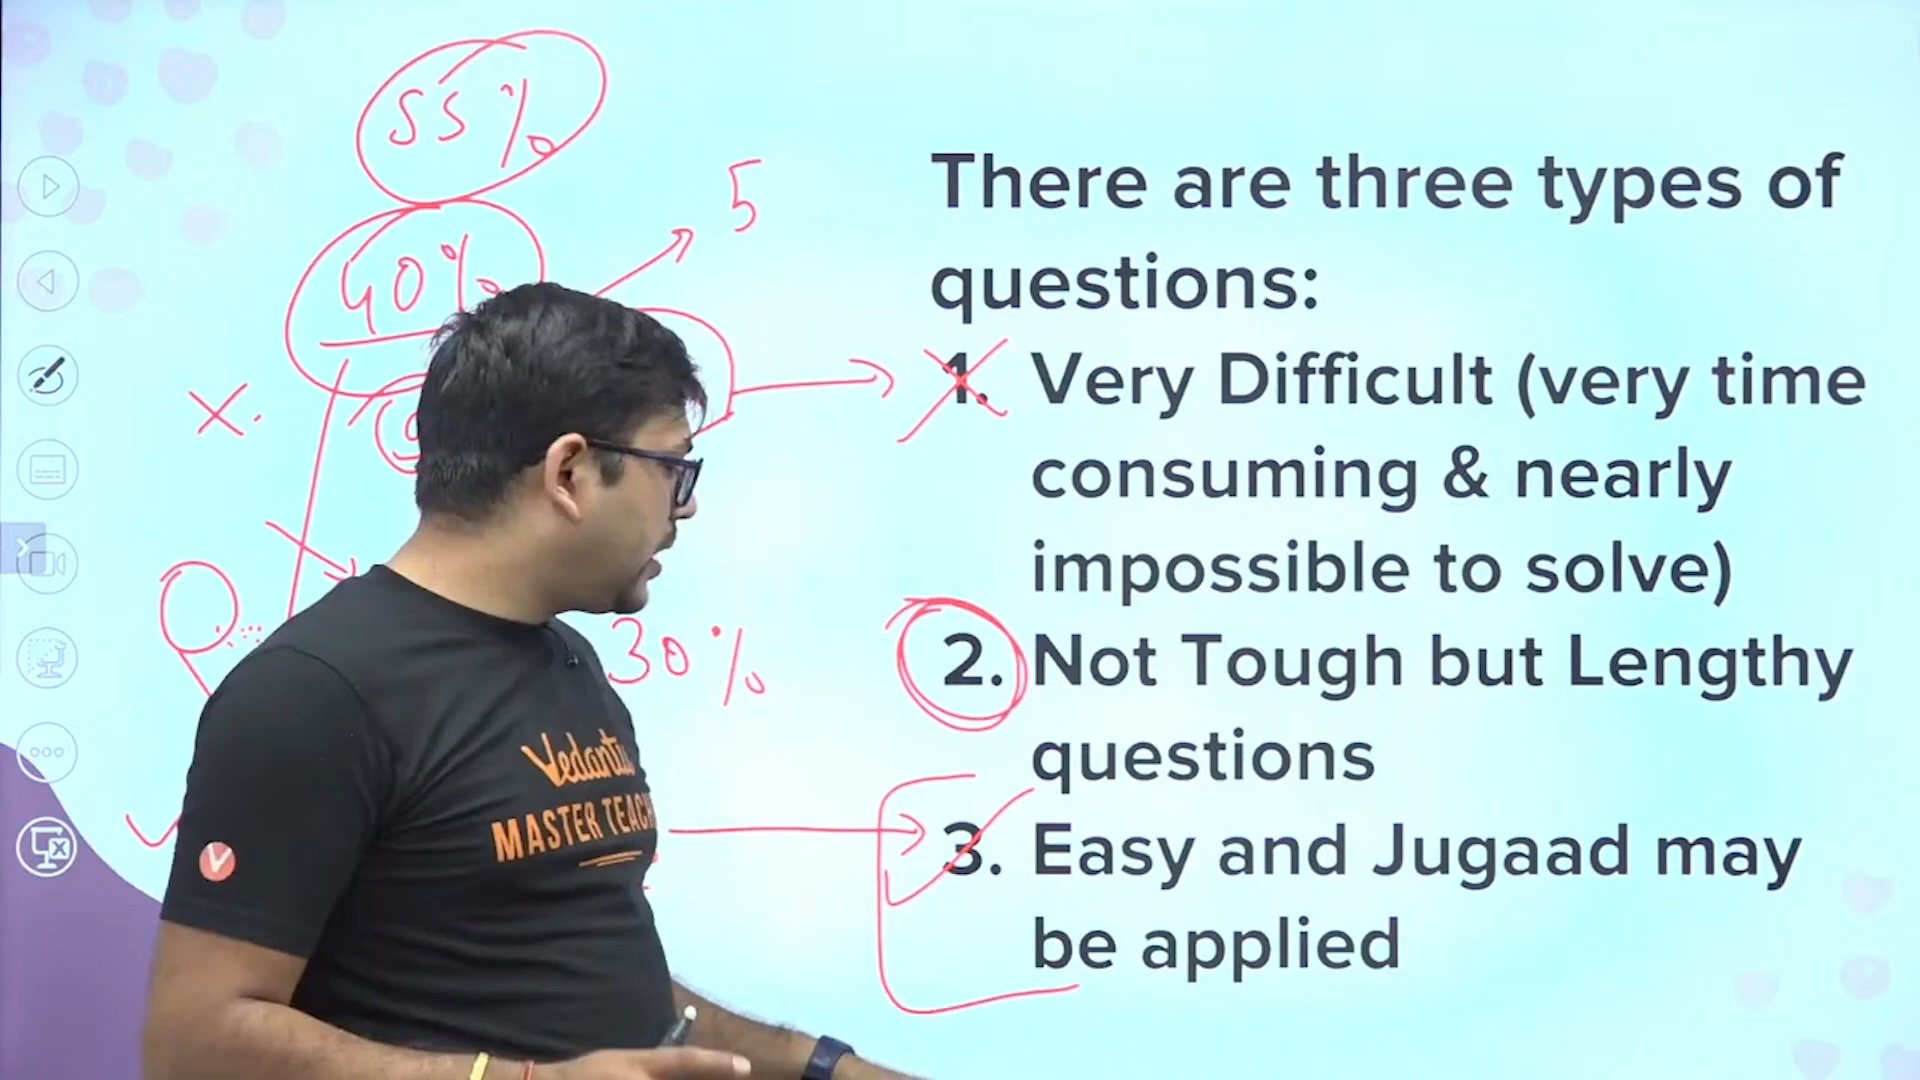 55%
40%
5
x.
30%
There are three types of
questions:
1. Very Difficult (very time
consuming & nearly
impossible to solve)
2. Not Tough but Lengthy
questions
3. Easy and Jugaad may
be applied
Vedantu
MASTER TEACH
V